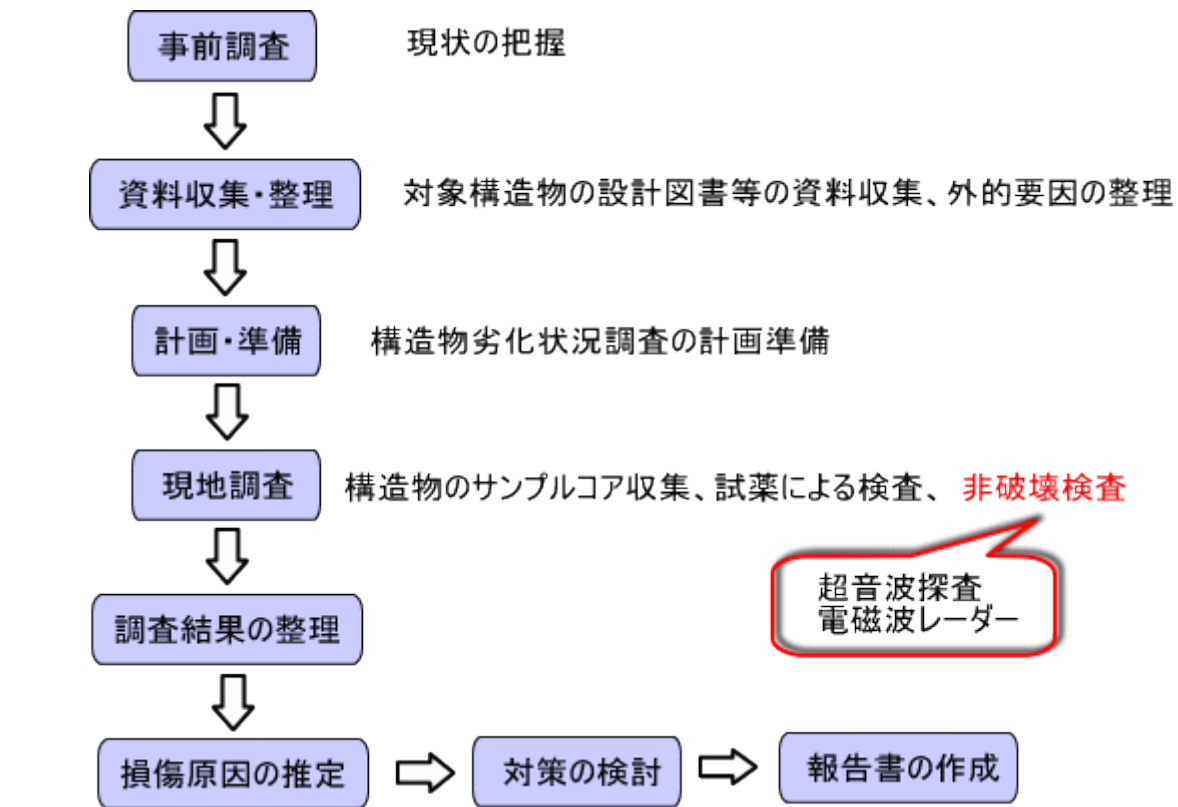 事前調査
現状の把握
資料収集・整理
対象構造物の設計図書等の資料収集、外的要因の整理
計画・準備
構造物劣化状況調査の計画準備
現地調査
構造物のサンプルコア収集、試薬による検査、 非破壊検査
超音波探査
電磁波レーダー
調査結果の整理
損傷原因の推定
対策の検討
報告書の作成